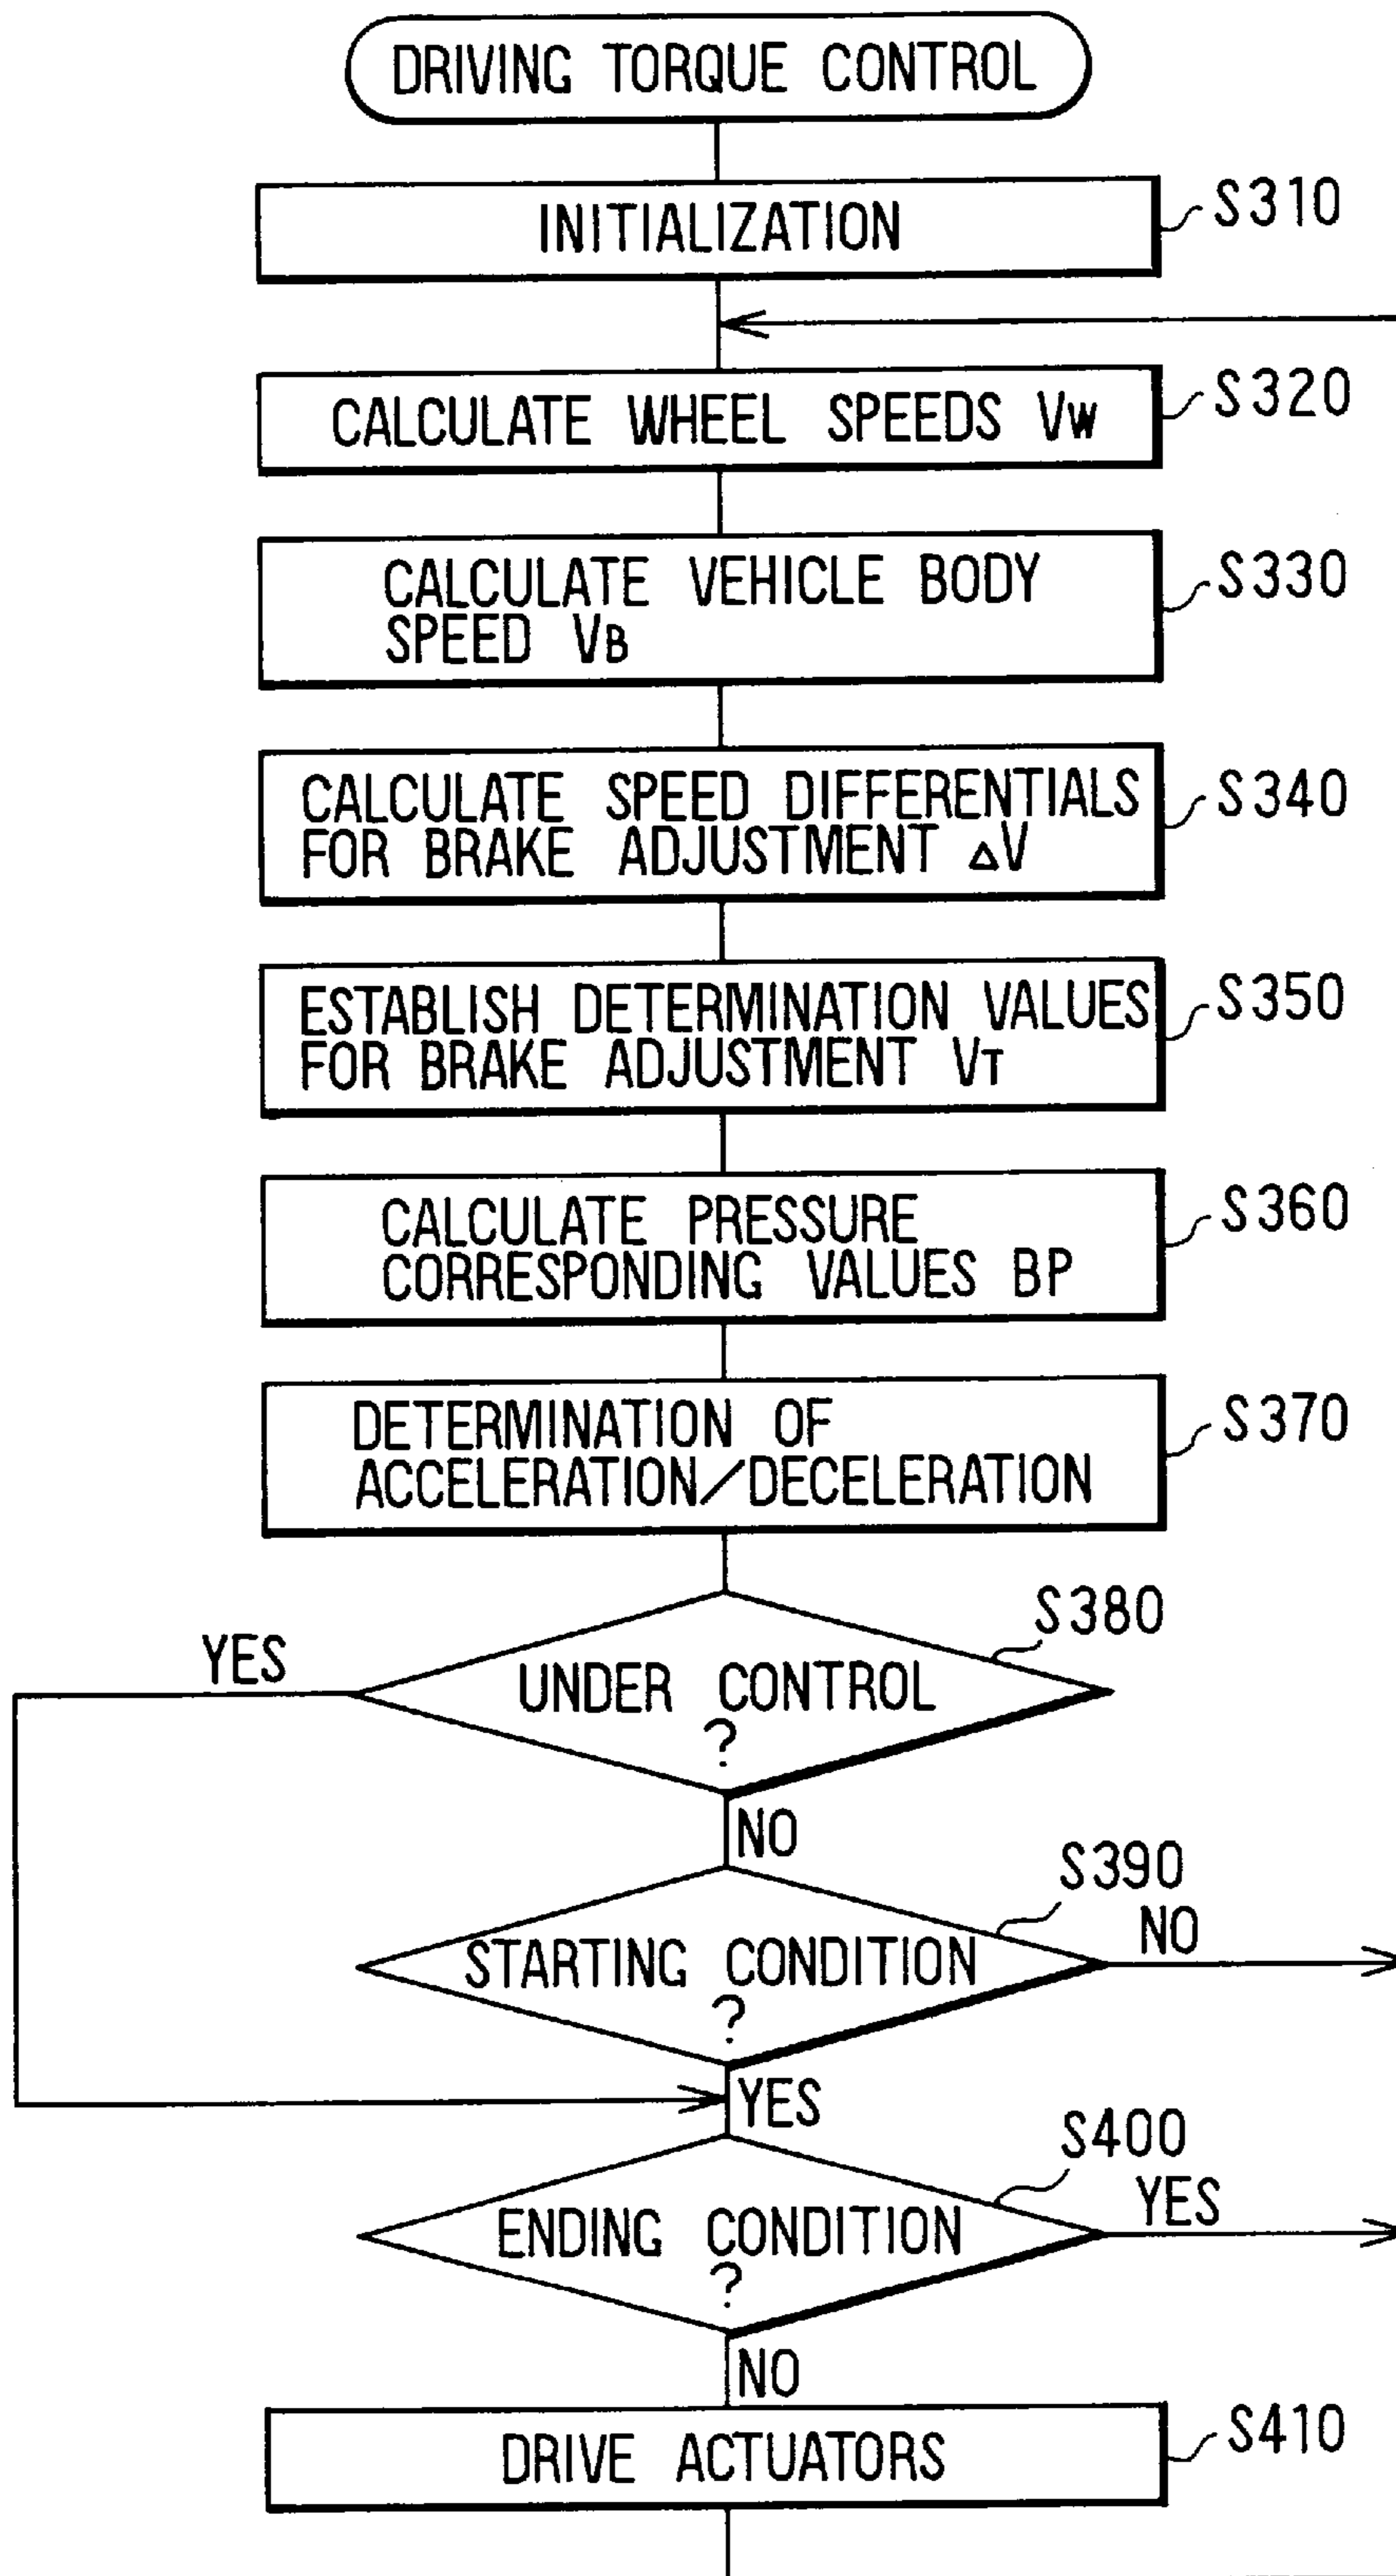 DRIVING TORQUE CONTROL
INITIALIZATION
S310
CALCULATE WHEEL SPEEDS VW
S320
CALCULATE VEHICLE BODY
SPEED VB
S330
CALCULATE SPEED DIFFERENTIALS
FOR BRAKE ADJUSTMENT ΔV
S340
ESTABLISH DETERMINATION VALUES
FOR BRAKE ADJUSTMENT VT
S350
CALCULATE PRESSURE
CORRESPONDING VALUES BP
S360
DETERMINATION OF
ACCELERATION/DECELERATION
S370
S380
YES
UNDER CONTROL
?
NO
S390
STARTING CONDITION
?
NO
YES
S400
ENDING CONDITION
?
YES
NO
DRIVE ACTUATORS
S410